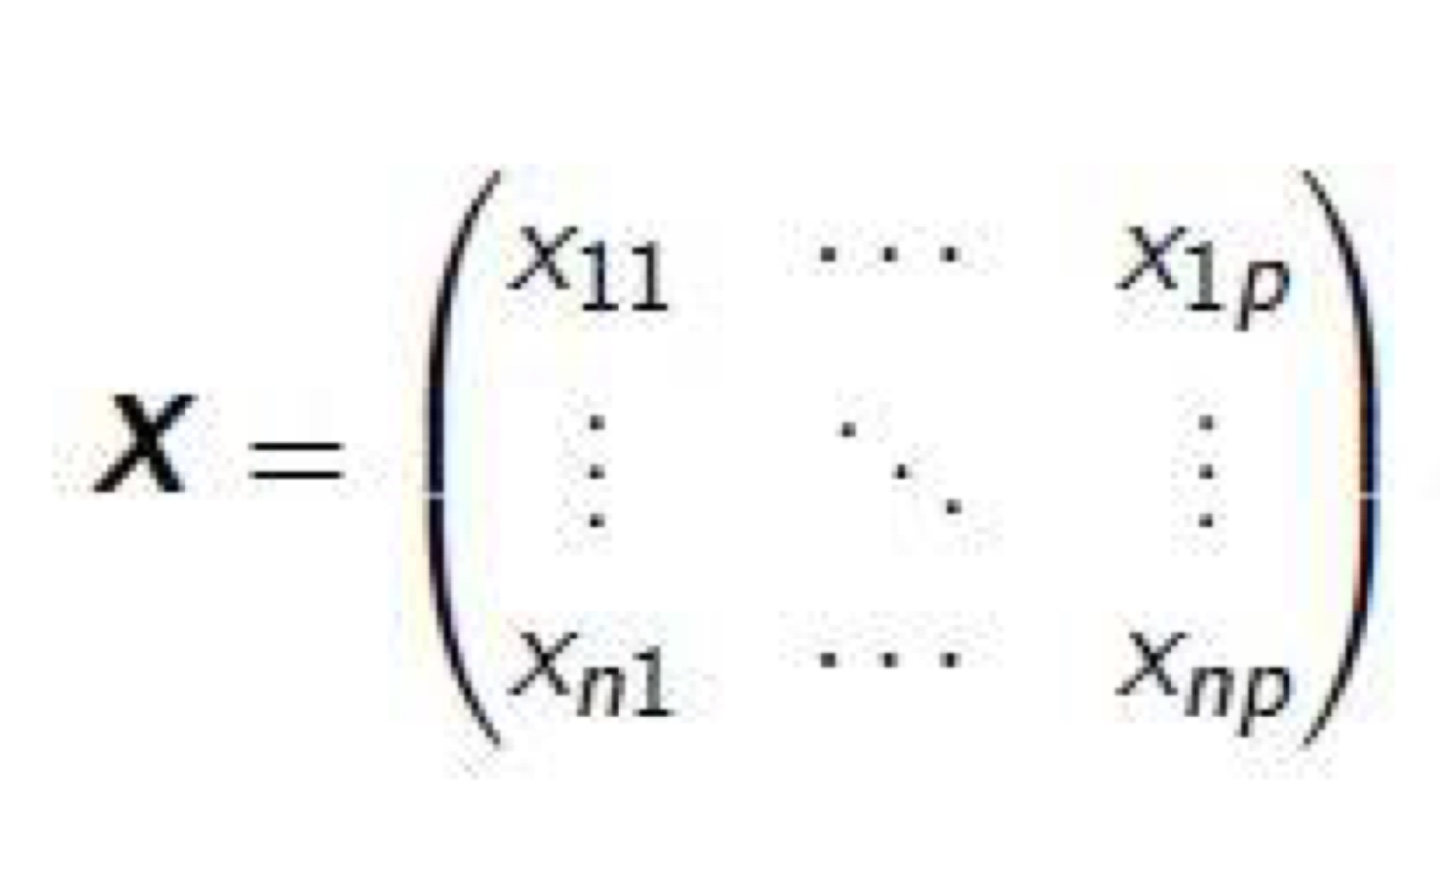 x₁₁ ⋯ x₁ₚ
X = ⋮ ⋱ ⋮
xₙ₁ ⋯ xₙₚ